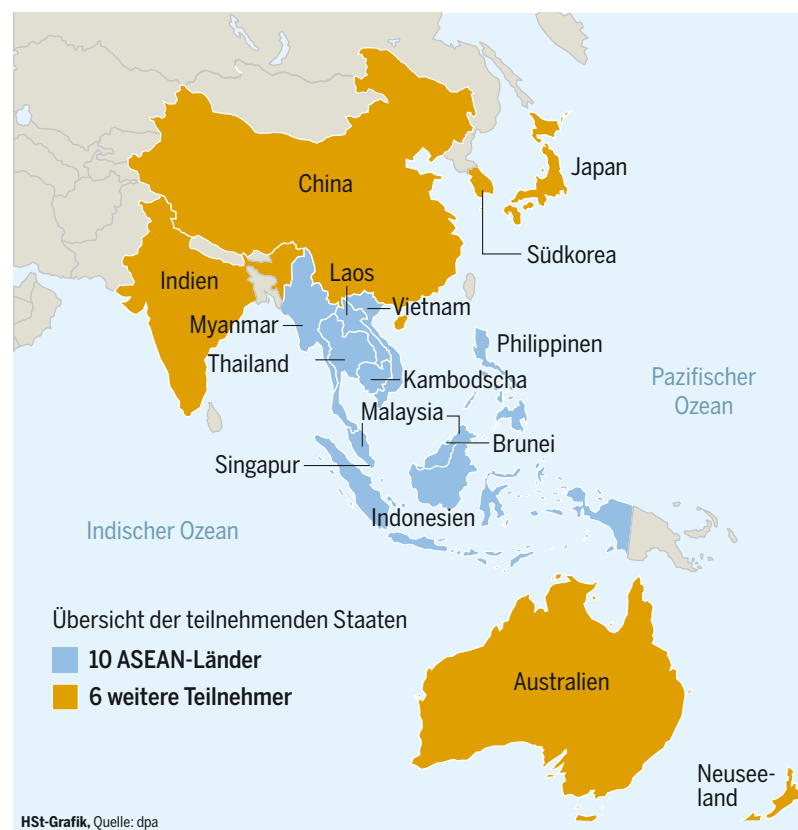 China
Japan
Südkorea
Indien
Laos
Vietnam
Myanmar
Philippinen
Thailand
Kambodscha
Pazifischer
Ozean
Malaysia
Brunei
Singapur
Indonesien
Indischer Ozean
Übersicht der teilnehmenden Staaten
10 ASEAN-Länder
6 weitere Teilnehmer
Australien
Neusee-
land
HSt-Grafik, Quelle: dpa